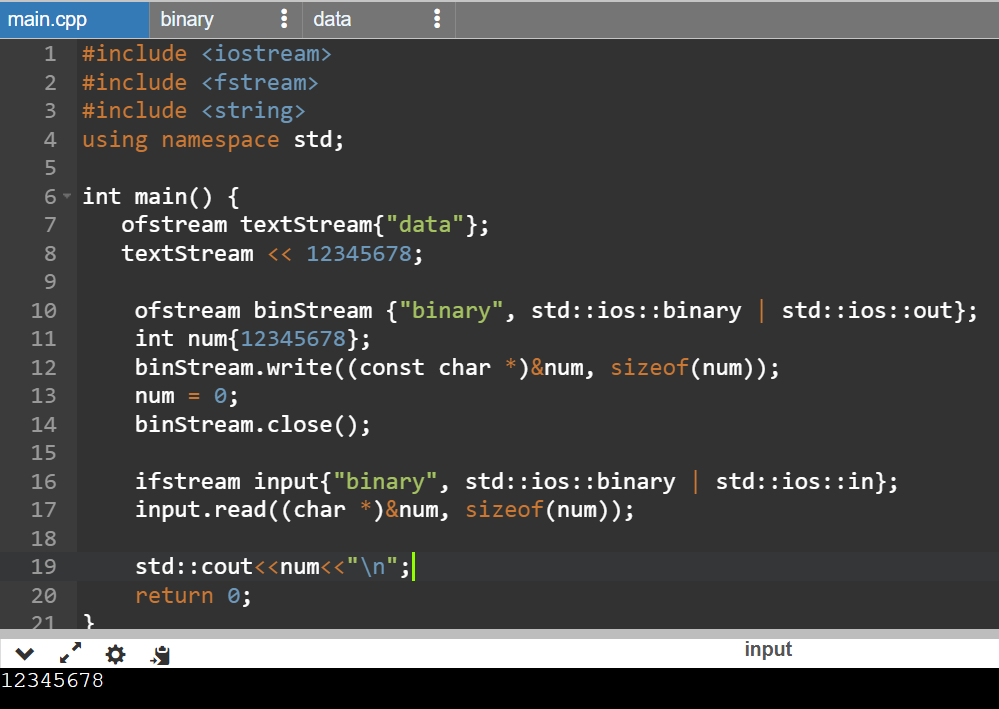 main.cpp binary data
1 #include <iostream>
2 #include <fstream>
3 #include <string>
4 using namespace std;
5
6 int main() {
7    ofstream textStream{"data"};
8    textStream << 12345678;
9
10     ofstream binStream {"binary", std::ios::binary | std::ios::out};
11     int num{12345678};
12     binStream.write((const char *)&num, sizeof(num));
13     num = 0;
14     binStream.close();
15
16     ifstream input{"binary", std::ios::binary | std::ios::in};
17     input.read((char *)&num, sizeof(num));
18
19     std::cout<<num<<"\n";
20     return 0;
21 }
input
12345678